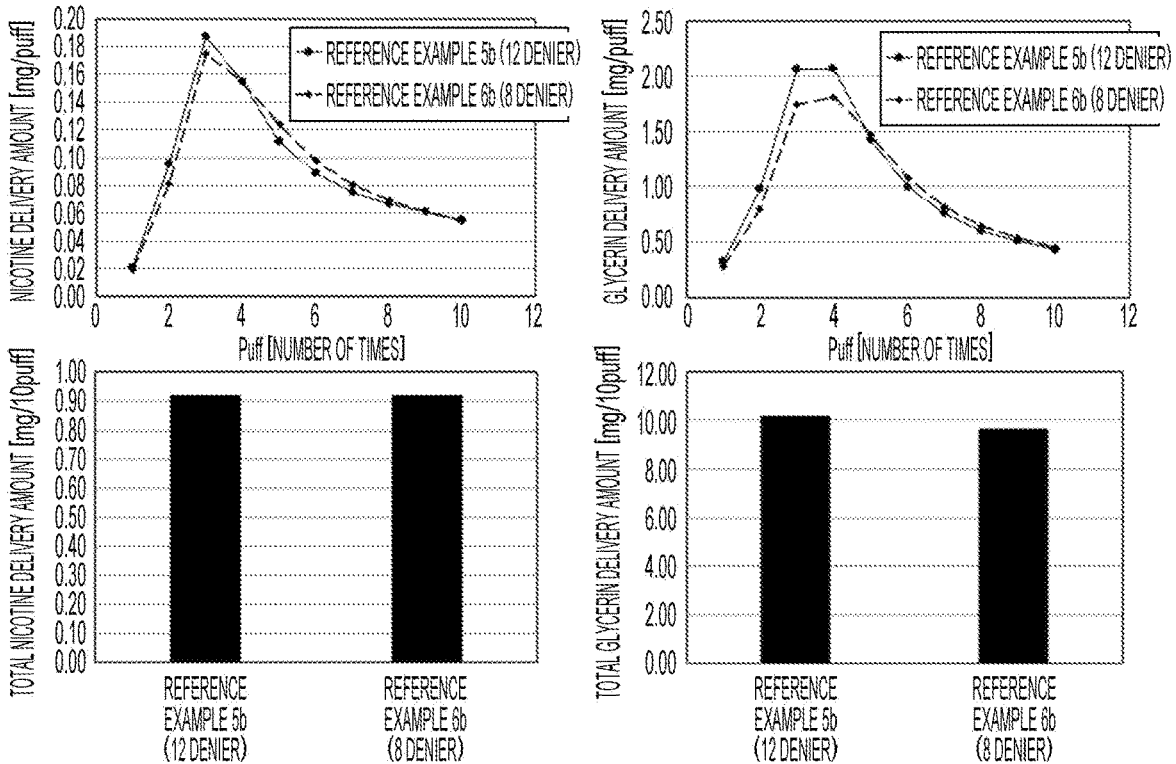 NICOTINE DELIVERY AMOUNT [mg/puff]
0.20
0.18
0.16
0.14
0.12
0.10
0.08
0.06
0.04
0.02
0.00
REFERENCE EXAMPLE 5b (12 DENIER)
REFERENCE EXAMPLE 6b (8 DENIER)
0 2 4 6 8 10 12
Puff [NUMBER OF TIMES]
GLYCERIN DELIVERY AMOUNT [mg/puff]
2.50
2.00
1.50
1.00
0.50
0.00
REFERENCE EXAMPLE 5b (12 DENIER)
REFERENCE EXAMPLE 6b (8 DENIER)
0 2 4 6 8 10 12
Puff [NUMBER OF TIMES]
TOTAL NICOTINE DELIVERY AMOUNT [mg/10puff]
1.00
0.90
0.80
0.70
0.60
0.50
0.40
0.30
0.20
0.10
0.00
REFERENCE
EXAMPLE 5b
(12 DENIER)
REFERENCE
EXAMPLE 6b
(8 DENIER)
TOTAL GLYCERIN DELIVERY AMOUNT [mg/10puff]
12.00
10.00
8.00
6.00
4.00
2.00
0.00
REFERENCE
EXAMPLE 5b
(12 DENIER)
REFERENCE
EXAMPLE 6b
(8 DENIER)